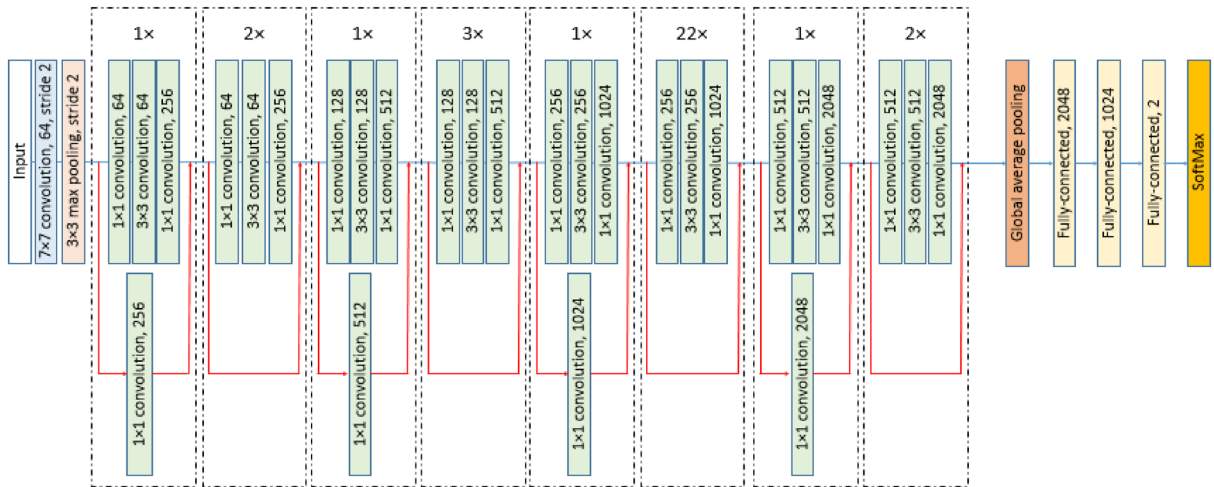 Input
7×7 convolution, 64, stride 2
3×3 max pooling, stride 2
1×
1×1 convolution, 64
3×3 convolution, 64
1×1 convolution, 256
1×1 convolution, 256
2×
1×1 convolution, 64
3×3 convolution, 64
1×1 convolution, 256
1×
1×1 convolution, 128
3×3 convolution, 128
1×1 convolution, 512
1×1 convolution, 512
3×
1×1 convolution, 128
3×3 convolution, 128
1×1 convolution, 512
1×
1×1 convolution, 256
3×3 convolution, 256
1×1 convolution, 1024
1×1 convolution, 1024
22×
1×1 convolution, 256
3×3 convolution, 256
1×1 convolution, 1024
1×
1×1 convolution, 512
3×3 convolution, 512
1×1 convolution, 2048
1×1 convolution, 2048
2×
1×1 convolution, 512
3×3 convolution, 512
1×1 convolution, 2048
Global average pooling
Fully-connected, 2048
Fully-connected, 1024
Fully-connected, 2
SoftMax